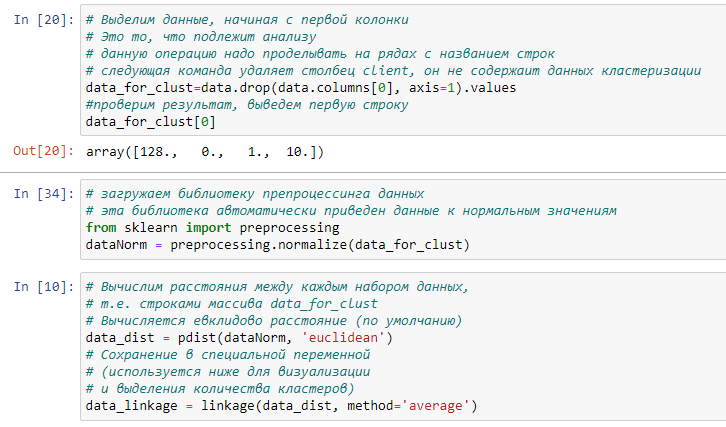 In [20]: # Выделим данные, начиная с первой колонки
# Это то, что подлежит анализу
# данную операцию надо проделывать на рядах с названием строк
# следующая команда удаляет столбец client, он не содержаит данных кластеризации
data_for_clust=data.drop(data.columns[0], axis=1).values
#проверим результат, выведем первую строку
data_for_clust[0]
Out[20]: array([128.,   0.,   1.,  10.])
In [34]: # загружаем библиотеку препроцессинга данных
# эта библиотека автоматически приведен данные к нормальным значениям
from sklearn import preprocessing
dataNorm = preprocessing.normalize(data_for_clust)
In [10]: # Вычислим расстояния между каждым набором данных,
# т.е. строками массива data_for_clust
# Вычисляется евклидово расстояние (по умолчанию)
data_dist = pdist(dataNorm, 'euclidean')
# Сохранение в специальной переменной
# (используется ниже для визуализации
# и выделения количества кластеров)
data_linkage = linkage(data_dist, method='average')